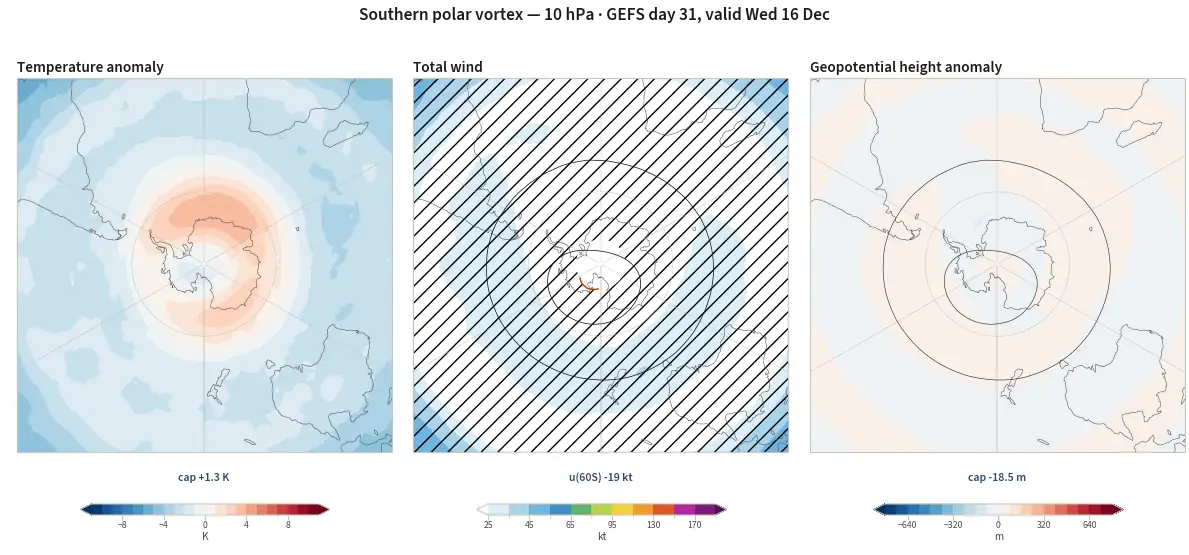 Southern polar vortex — 10 hPa · GEFS day 31, valid Wed 16 Dec
Temperature anomaly
Total wind
Geopotential height anomaly
cap +1.3 K
u(60S) -19 kt
cap -18.5 m
−8 −4 0 4 8
K
25 45 65 95 130 170
kt
−640 −320 0 320 640
m